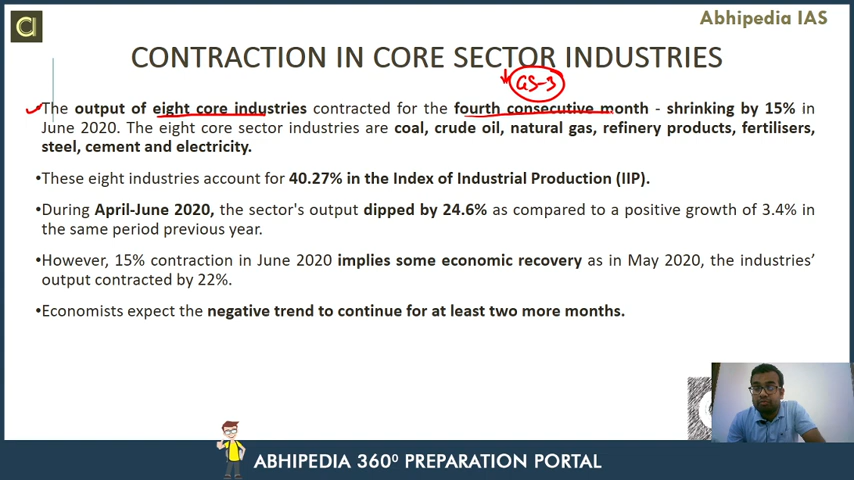 Abhipedia IAS
CONTRACTION IN CORE SECTOR INDUSTRIES
GS-3
•The output of eight core industries contracted for the fourth consecutive month - shrinking by 15% in
June 2020. The eight core sector industries are coal, crude oil, natural gas, refinery products, fertilisers,
steel, cement and electricity.
•These eight industries account for 40.27% in the Index of Industrial Production (IIP).
•During April-June 2020, the sector's output dipped by 24.6% as compared to a positive growth of 3.4% in
the same period previous year.
•However, 15% contraction in June 2020 implies some economic recovery as in May 2020, the industries’
output contracted by 22%.
•Economists expect the negative trend to continue for at least two more months.
ABHIPEDIA 360⁰ PREPARATION PORTAL